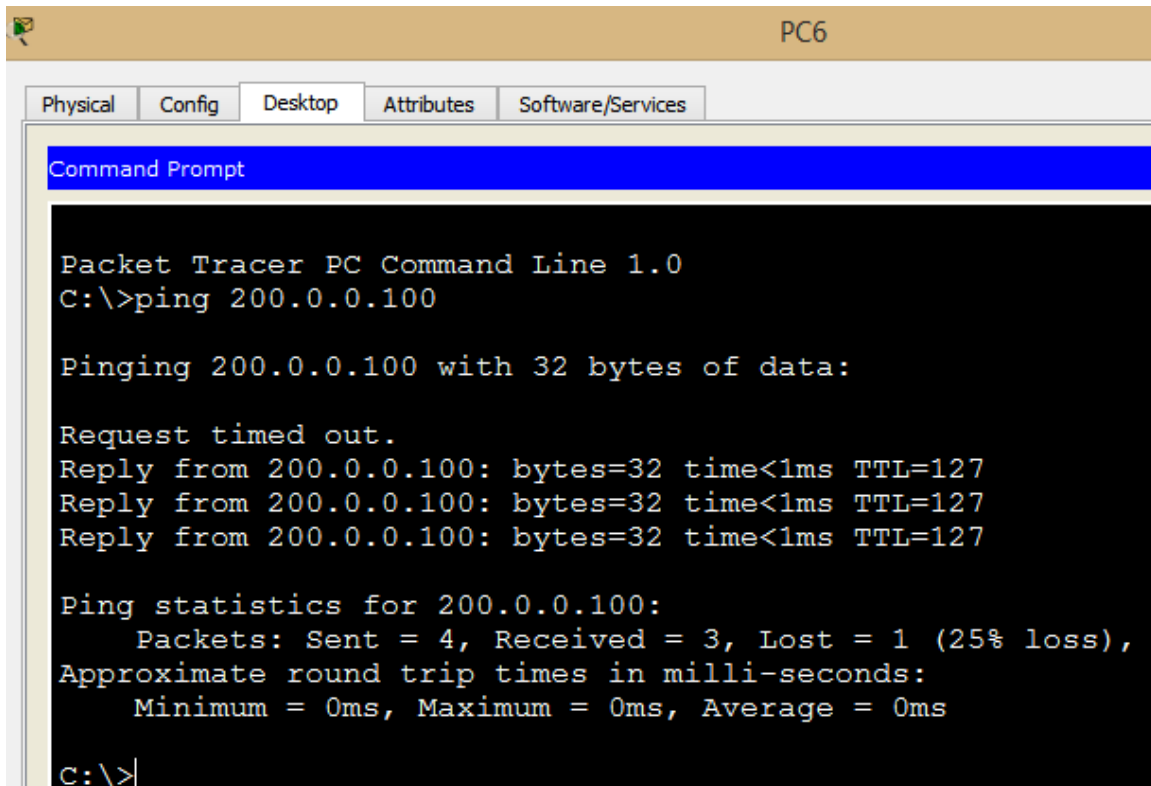 PC6
Physical Config Desktop Attributes Software/Services
Command Prompt
Packet Tracer PC Command Line 1.0
C:\>ping 200.0.0.100
Pinging 200.0.0.100 with 32 bytes of data:
Request timed out.
Reply from 200.0.0.100: bytes=32 time<1ms TTL=127
Reply from 200.0.0.100: bytes=32 time<1ms TTL=127
Reply from 200.0.0.100: bytes=32 time<1ms TTL=127
Ping statistics for 200.0.0.100:
Packets: Sent = 4, Received = 3, Lost = 1 (25% loss),
Approximate round trip times in milli-seconds:
Minimum = 0ms, Maximum = 0ms, Average = 0ms
C:\>